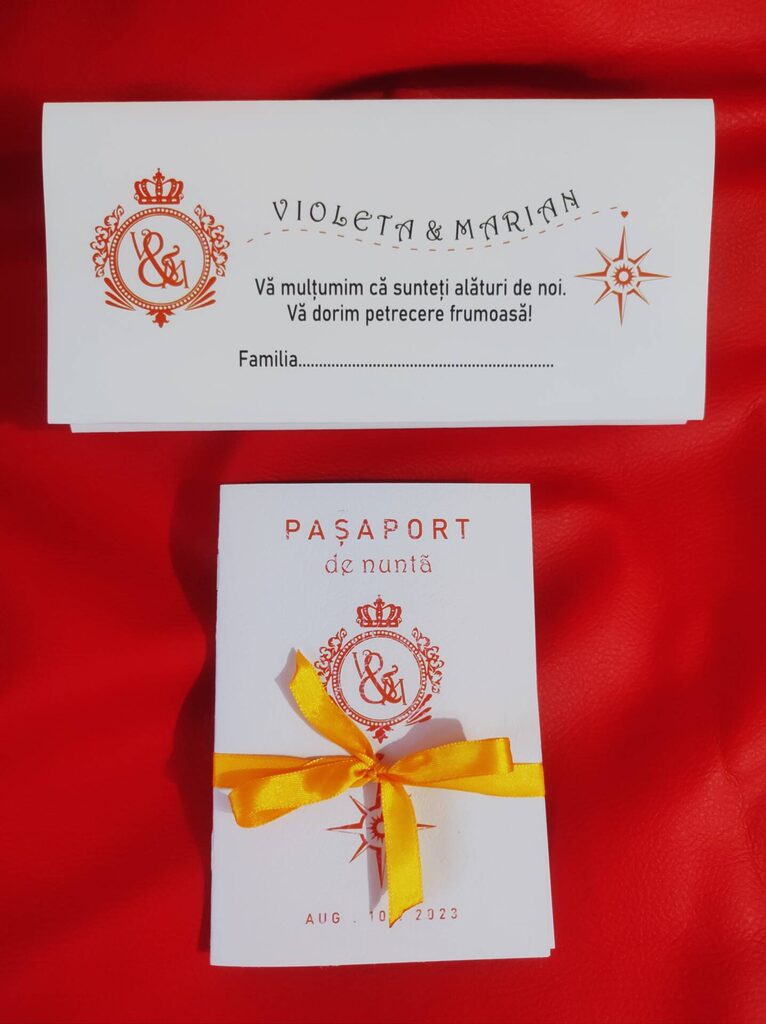 V&M
VIOLETA & MARIAN
Vă mulțumim că sunteți alături de noi.
Vă dorim petrecere frumoasă!
Familia......................................................................
PAȘAPORT
de nuntă
V&M
AUG . 10 . 2023